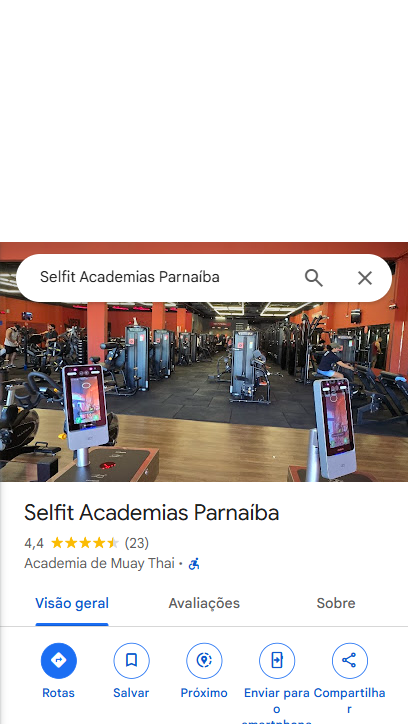 Selfit Academias Parnaíba
Selfit Academias Parnaíba
4,4 (23)
Academia de Muay Thai ·
Visão geral Avaliações Sobre
Rotas Salvar Próximo Enviar para o smartphone Compartilhar